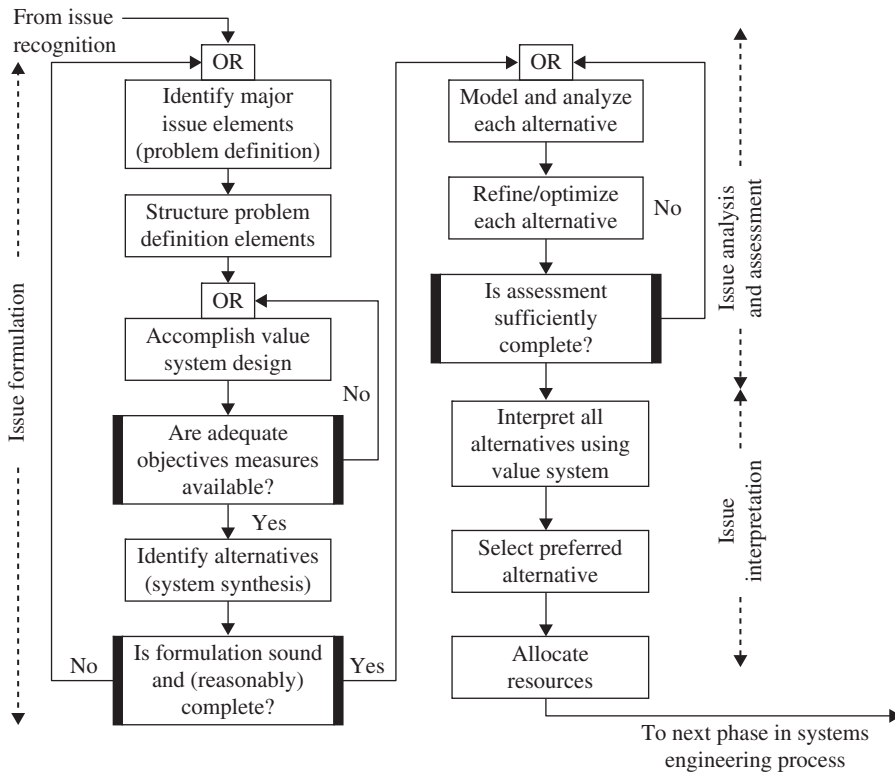 From issue
recognition
OR
Identify major
issue elements
(problem definition)
Structure problem
definition elements
OR
Accomplish value
system design
No
Are adequate
objectives measures
available?
Yes
Identify alternatives
(system synthesis)
No
Is formulation sound
and (reasonably)
complete?
Yes
Issue formulation
OR
Model and analyze
each alternative
Refine/optimize
each alternative
No
Is assessment
sufficiently
complete?
Interpret all
alternatives using
value system
Select preferred
alternative
Allocate
resources
Issue analysis
and assessment
Issue
interpretation
To next phase in systems
engineering process